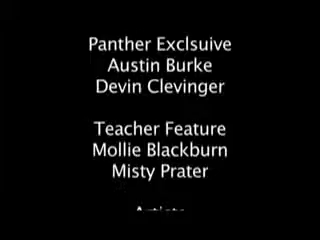 Panther Exclsuive
Austin Burke
Devin Clevinger
Teacher Feature
Mollie Blackburn
Misty Prater